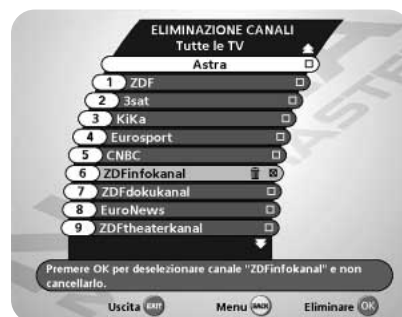 ELIMINAZIONE CANALI
Tutte le TV
Astra
1 ZDF
2 3sat
3 KiKa
4 Eurosport
5 CNBC
6 ZDFinfokanal
7 ZDFdokukanal
8 EuroNews
9 ZDFtheaterkanal
Premere OK per deselezionare canale "ZDFinfokanal" e non
cancellarlo.
Uscita EXIT Menu BACK Eliminare OK